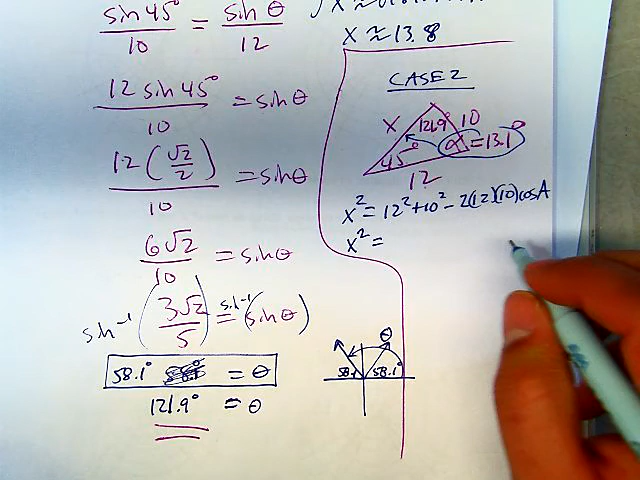 sin 45° / 10 = sin θ / 12
12 sin 45° / 10 = sin θ
12 (√2/2) / 10 = sin θ
6√2 / 10 = sin θ
sin⁻¹ (3√2 / 5) = sin⁻¹ (sin θ)
58.1° = θ
121.9° = θ
x ≈ 13.8
CASE 2
x 121.9° 10
45° α = 13.1°
12
x² = 12² + 10² - 2(12)(10) cos A
x² =
θ
58.1 58.1°